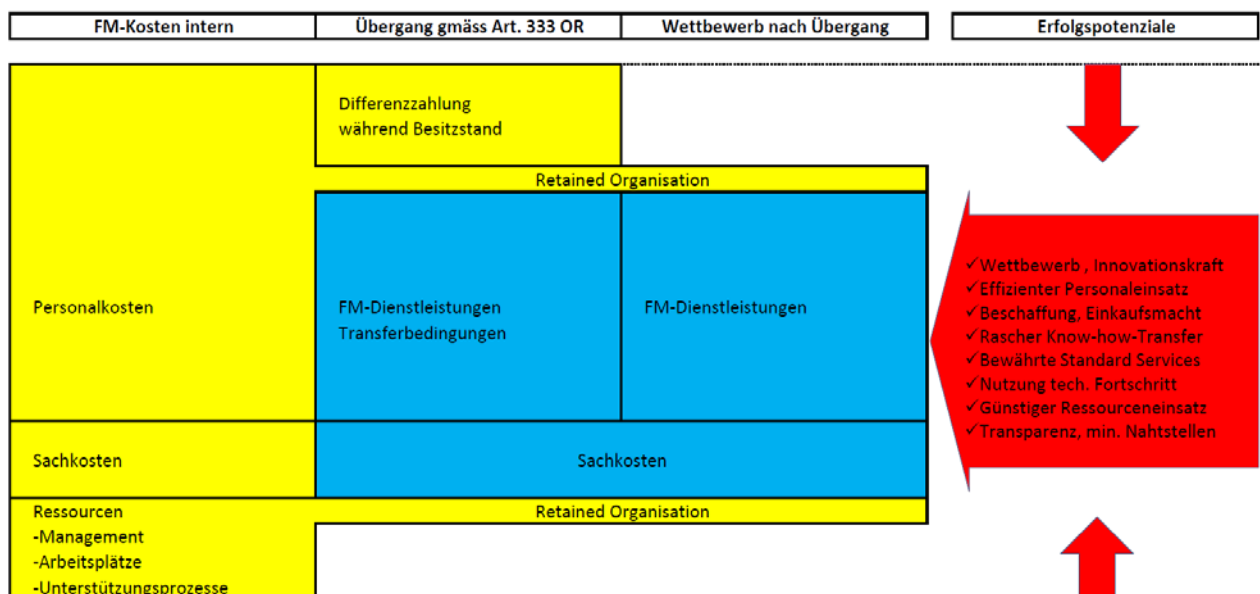 FM-Kosten intern
Übergang gmäss Art. 333 OR
Wettbewerb nach Übergang
Erfolgspotenziale
Differenzzahlung
während Besitzstand
Retained Organisation
Personalkosten
FM-Dienstleistungen
Transferbedingungen
FM-Dienstleistungen
✓Wettbewerb , Innovationskraft
✓Effizienter Personaleinsatz
✓Beschaffung, Einkaufsmacht
✓Rascher Know-how-Transfer
✓Bewährte Standard Services
✓Nutzung tech. Fortschritt
✓Günstiger Ressourceneinsatz
✓Transparenz, min. Nahtstellen
Sachkosten
Sachkosten
Ressourcen
-Management
-Arbeitsplätze
-Unterstützungsprozesse
Retained Organisation